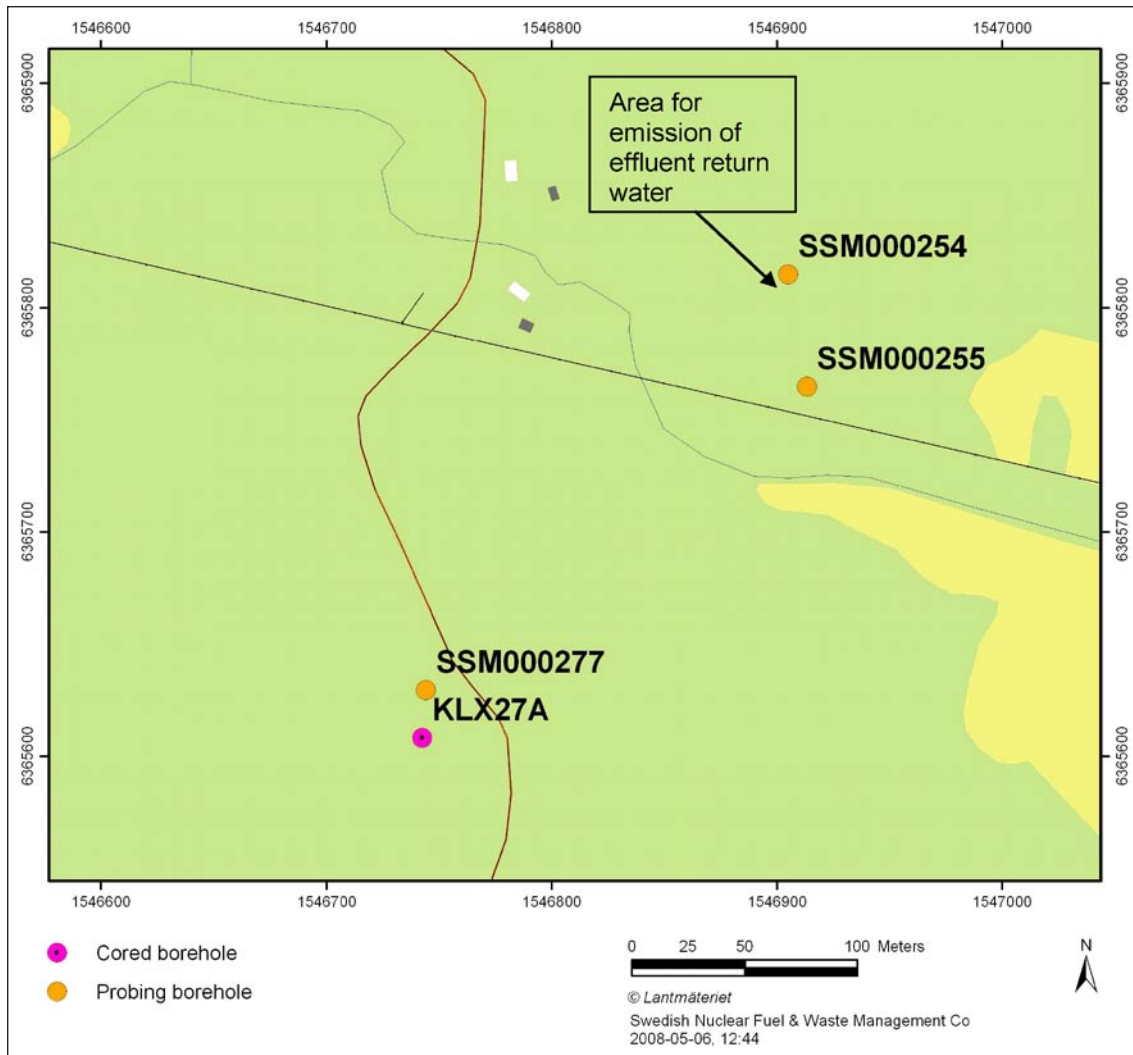 1546600 1546700 1546800 1546900 1547000
6365900 6365900
Area for
emission of
effluent return
water
SSM000254
6365800 6365800
SSM000255
6365700 6365700
SSM000277
KLX27A
6365600 6365600
1546600 1546700 1546800 1546900 1547000
Cored borehole
Probing borehole
0 25 50 100 Meters
N
© Lantmäteriet
Swedish Nuclear Fuel & Waste Management Co
2008-05-06, 12:44